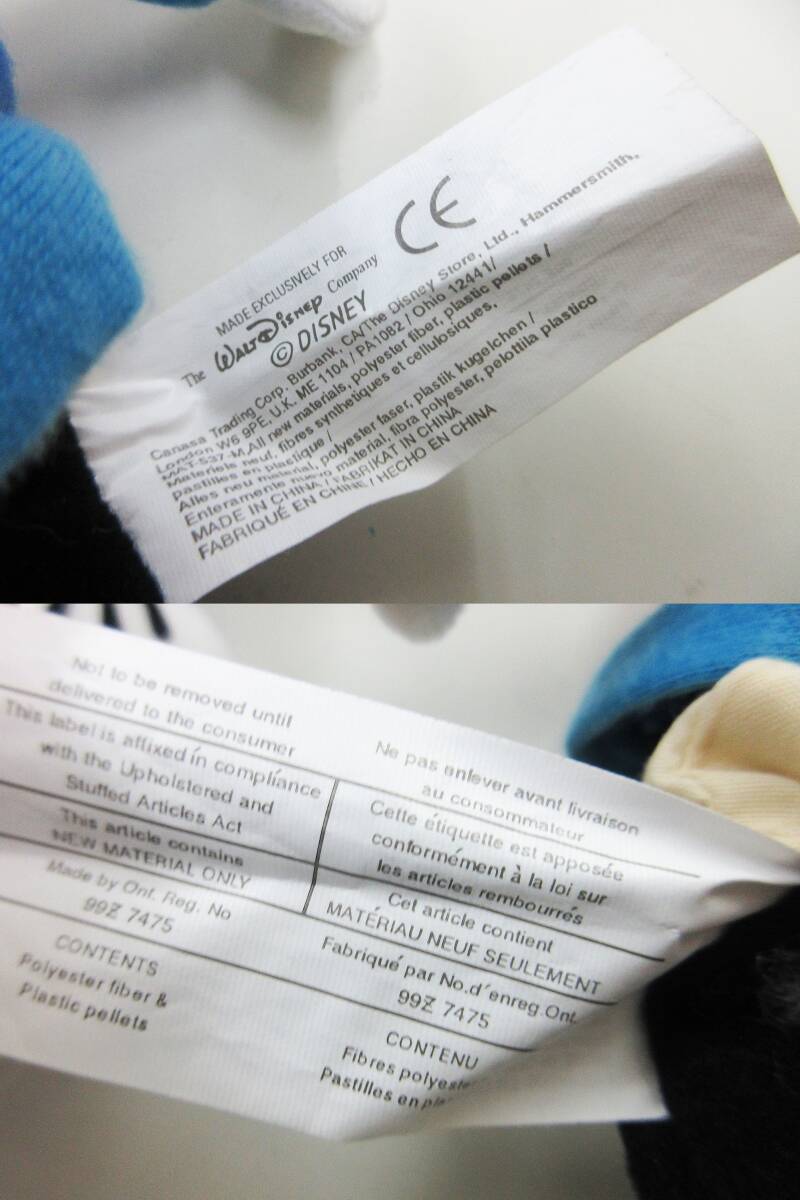 MADE EXCLUSIVELY FOR
The WALT DISNEY Company
© DISNEY
CE
Canasa Trading Corp. Burbank, CA/The Disney Store, Ltd., Hammersmith,
London W6 9PE, U.K. ME 1104 / PA 1082 / Ohio 12441/
MAT-537-M,All new materials, polyester fiber, plastic pellets /
Materiels neuf, fibres synthetiques et cellulosiques,
pastilles en plastique /
Alles neu material, polyester faser, plastik kugelchen /
Enteramente nuevo material, fibra polyester, pelottila plastico
MADE IN CHINA / FABRIKAT IN CHINA
FABRIQUÉ EN CHINE / HECHO EN CHINA
Not to be removed until
delivered to the consumer
Ne pas enlever avant livraison
au consommateur
This label is affixed in compliance
with the Upholstered and
Stuffed Articles Act
Cette étiquette est apposée
conformément à la loi sur
les articles rembourrés
This article contains
NEW MATERIAL ONLY
Cet article contient
MATÉRIAU NEUF SEULEMENT
Made by Ont. Reg. No
99Z 7475
Fabriqué par No.d'enreg.Ont.
99Z 7475
CONTENTS
Polyester fiber &
Plastic pellets
CONTENU
Fibres
Pastilles en